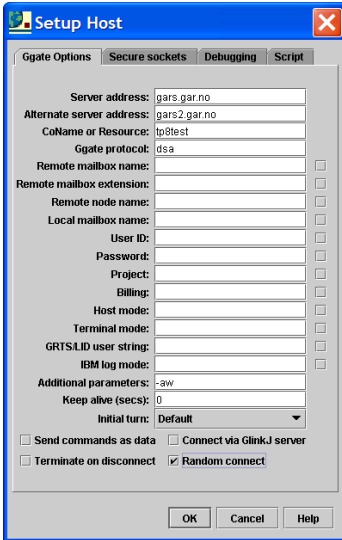 Setup Host
Ggate Options Secure sockets Debugging Script
Server address: gars.gar.no
Alternate server address: gars2.gar.no
CoName or Resource: tp8test
Ggate protocol: dsa
Remote mailbox name:
Remote mailbox extension:
Remote node name:
Local mailbox name:
User ID:
Password:
Project:
Billing:
Host mode:
Terminal mode:
GRTS/LID user string:
IBM log mode:
Additional parameters: -aw
Keep alive (secs): 0
Initial turn: Default
Send commands as data Connect via GlinkJ server
Terminate on disconnect Random connect
OK Cancel Help